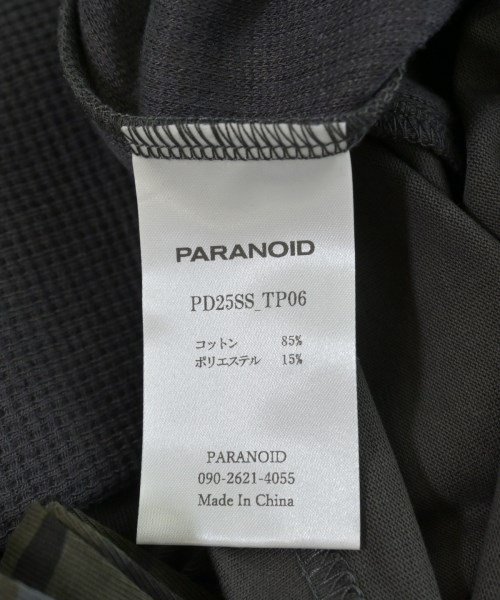 PARANOID
PD25SS_TP06
コットン 85%
ポリエステル 15%
PARANOID
090-2621-4055
Made In China